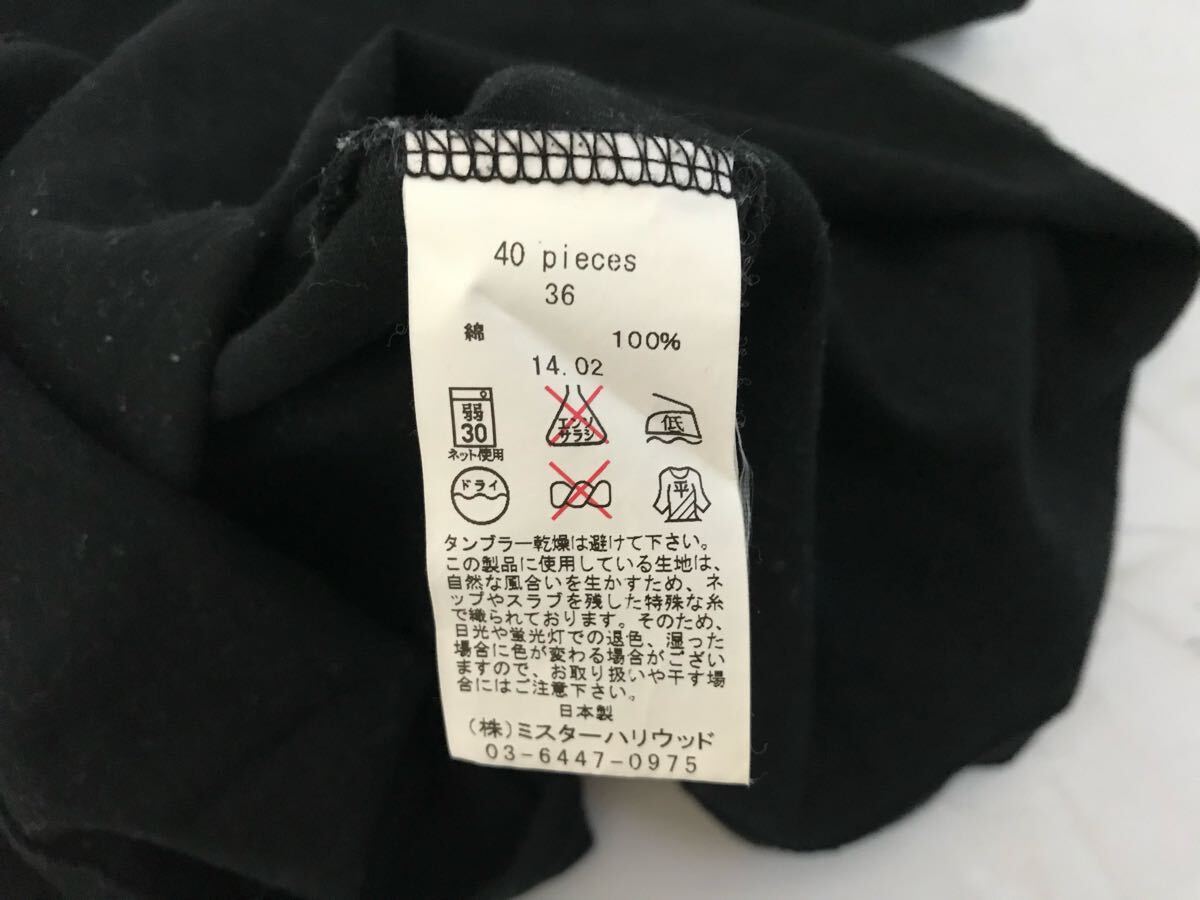 40 pieces
36
綿 100%
14.02
弱 エンソ 低
30 サラシ
ネット使用
ドライ 平
タンブラー乾燥は避けて下さい。
この製品に使用している生地は、
自然な風合いを生かすため、ネ
ップやスラブを残した特殊な糸
で織られております。そのため、
日光や蛍光灯での退色、湿った
場合に色が変わる場合がござい
ますので、お取り扱いや干す場
合にはご注意下さい。
日本製
(株)ミスターハリウッド
03-6447-0975